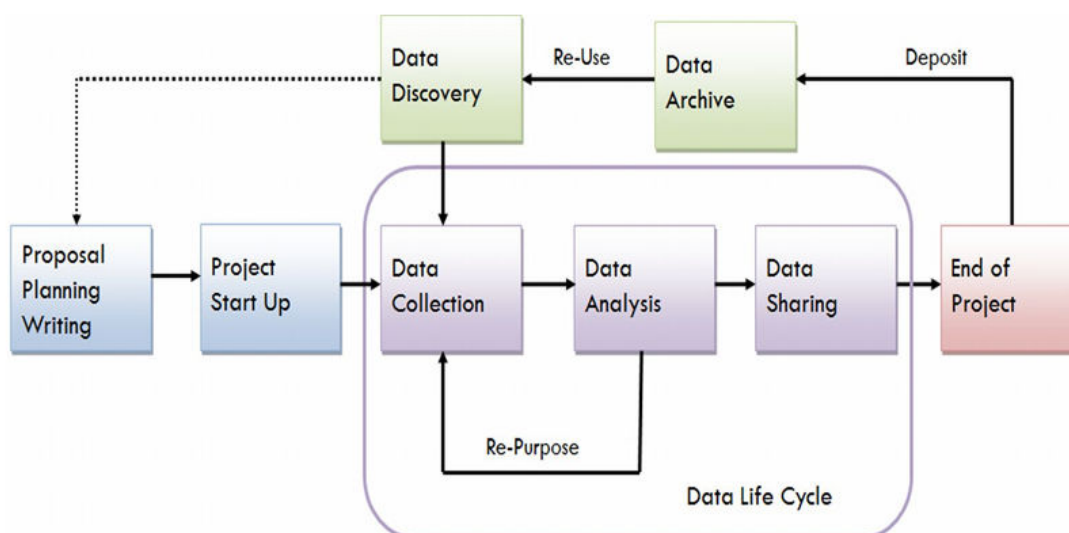 Data
Discovery
Re-Use
Data
Archive
Deposit
Proposal
Planning
Writing
Project
Start Up
Data
Collection
Data
Analysis
Data
Sharing
End of
Project
Re-Purpose
Data Life Cycle